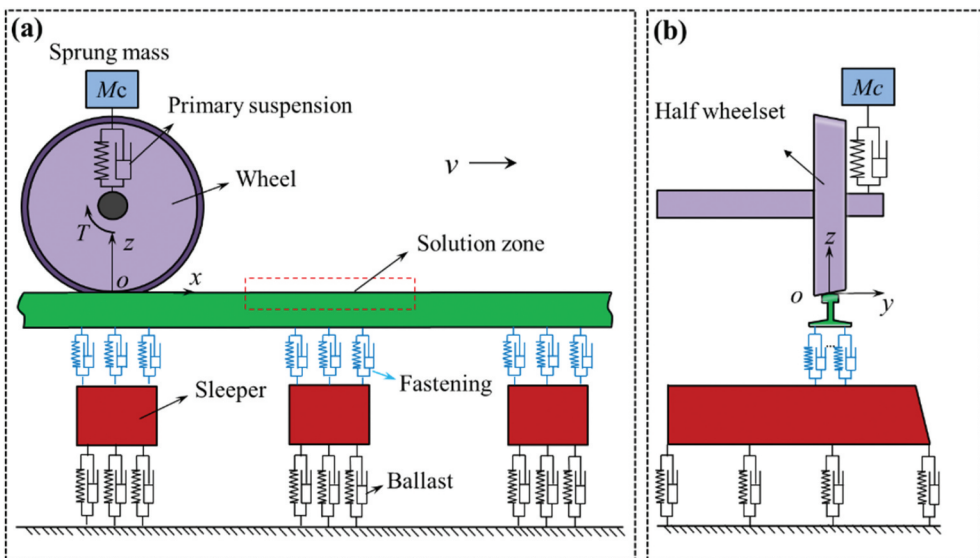 (a)
Sprung mass
Mc
Primary suspension
Wheel
v
T
z
Solution zone
o
x
Fastening
Sleeper
Ballast
(b)
Mc
Half wheelset
z
o
y